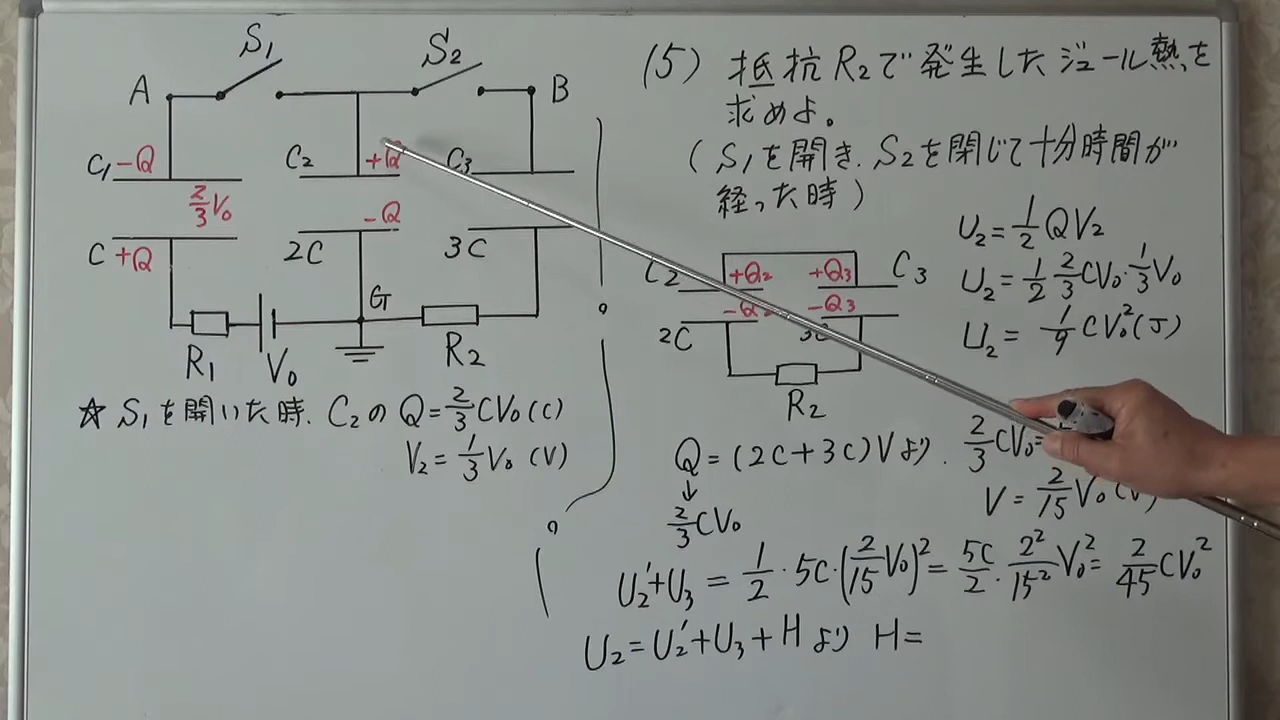 S₁ S₂
A B
C₁ -Q C₂ +Q C₃
2/3 V₀ -Q
C +Q 2C 3C
G
R₁ V₀ R₂
☆ S₁を開いた時. C₂の Q=2/3 CV₀ (C)
V₂=1/3 V₀ (V)
(5) 抵抗R₂で発生したジュール熱を
求めよ。
(S₁を開き. S₂を閉じて十分時間が
経った時)
C₂ +Q₂ +Q₃ C₃
-Q₂ -Q₃
2C 3C
R₂
U₂=1/2 QV₂
U₂=1/2 2/3 CV₀・1/3 V₀
U₂= 1/9 CV₀² (J)
Q=(2C+3C)Vより. 2/3 CV₀=
↓
2/3 CV₀
V=2/15 V₀ (V)
U₂'+U₃ = 1/2・5C・(2/15 V₀)² = 5C/2・2²/15² V₀² = 2/45 CV₀²
U₂=U₂'+U₃+H より H=